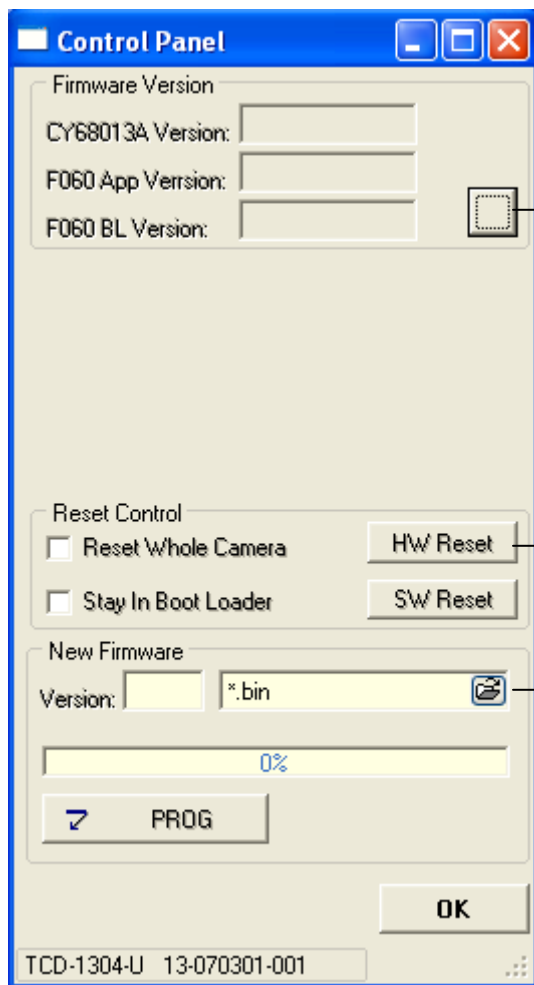 Control Panel
Firmware Version
CY68013A Version:
F060 App Verrsion:
F060 BL Version:
Reset Control
Reset Whole Camera
HW Reset
Stay In Boot Loader
SW Reset
New Firmware
Version:
*.bin
0%
PROG
OK
TCD-1304-U 13-070301-001